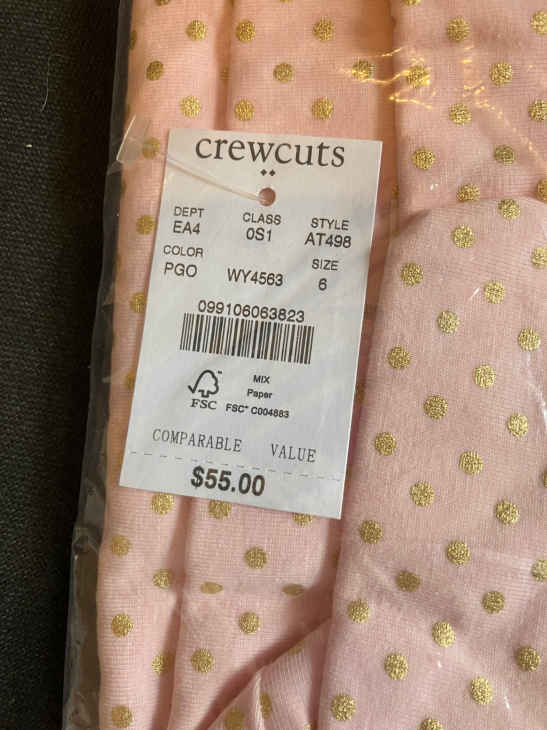 crewcuts
DEPT CLASS STYLE
EA4 0S1 AT498
COLOR SIZE
PGO WY4563 6
099106063823
MIX
Paper
FSC FSC® C004883
COMPARABLE VALUE
$55.00